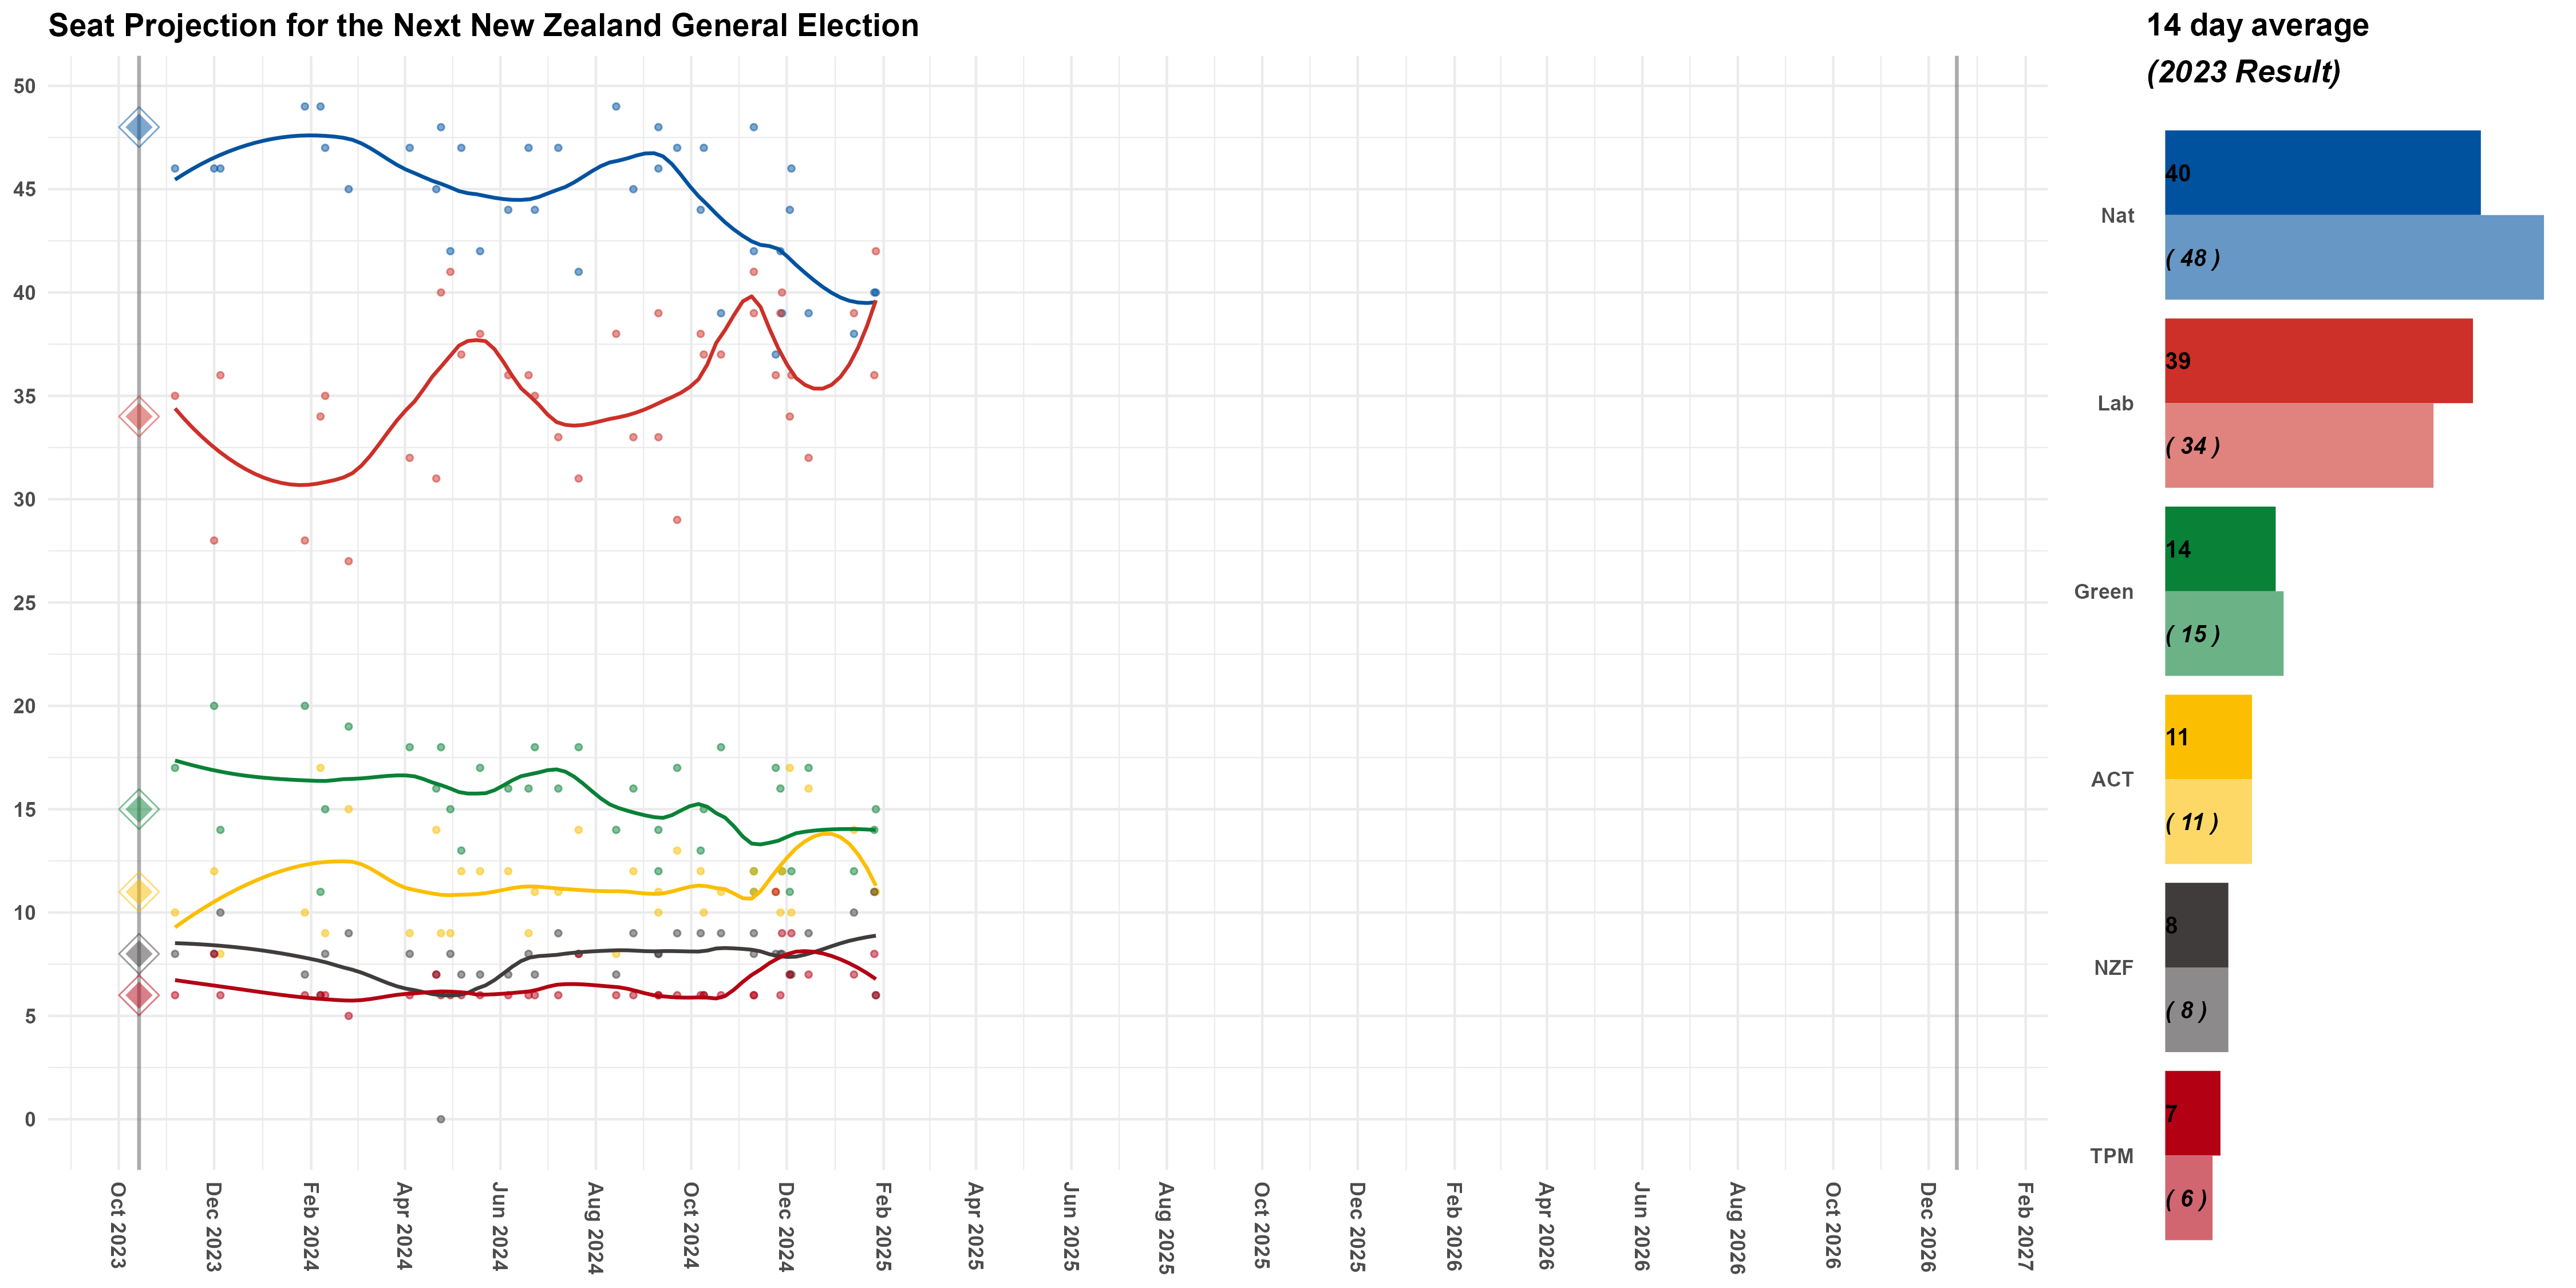 Seat Projection for the Next New Zealand General Election
50
45
40
35
30
25
20
15
10
5
0
Oct 2023
Dec 2023
Feb 2024
Apr 2024
Jun 2024
Aug 2024
Oct 2024
Dec 2024
Feb 2025
Apr 2025
Jun 2025
Aug 2025
Oct 2025
Dec 2025
Feb 2026
Apr 2026
Jun 2026
Aug 2026
Oct 2026
Dec 2026
Feb 2027
14 day average
(2023 Result)
Nat
40
( 48 )
Lab
39
( 34 )
Green
14
( 15 )
ACT
11
( 11 )
NZF
8
( 8 )
TPM
7
( 6 )